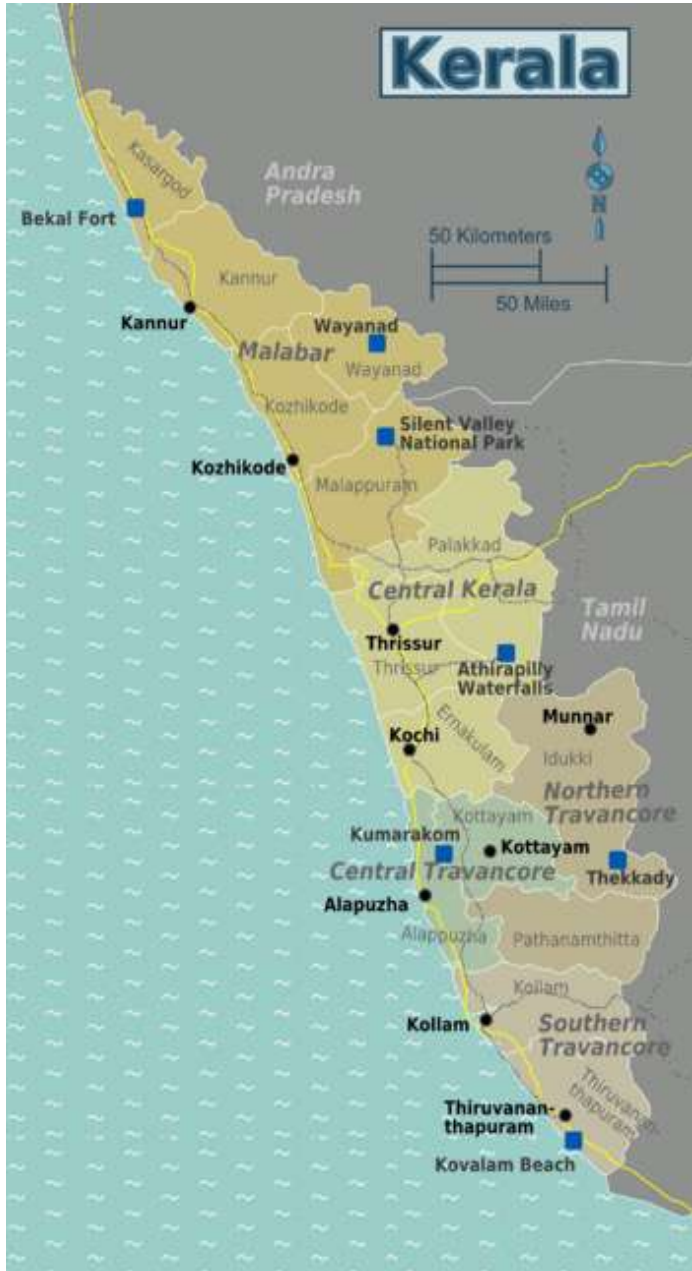 Kerala
Kasargod
Andra
Pradesh
N
Bekal Fort
50 Kilometers
Kannur
50 Miles
Kannur
Wayanad
Malabar
Wayanad
Kozhikode
Silent Valley
National Park
Kozhikode
Malappuram
Palakkad
Central Kerala
Tamil
Nadu
Thrissur
Thrissur
Athirapilly
Waterfalls
Ernakulam
Munnar
Kochi
Idukki
Northern
Travancore
Kottayam
Kumarakom
Kottayam
Central Travancore
Thekkady
Alapuzha
Alappuzha
Pathanamthitta
Kollam
Kollam
Southern
Travancore
Thiruvanan-
thapuram
Thiruvanan-
thapuram
Kovalam Beach